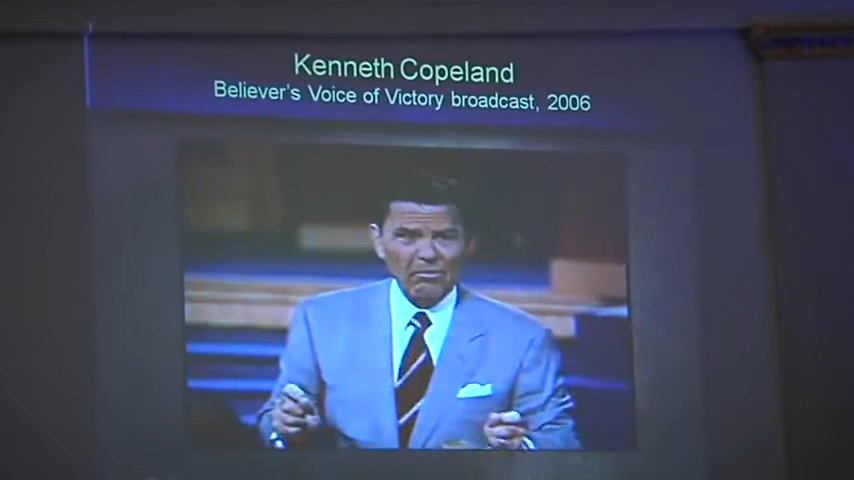 Kenneth Copeland
Believer's Voice of Victory broadcast, 2006